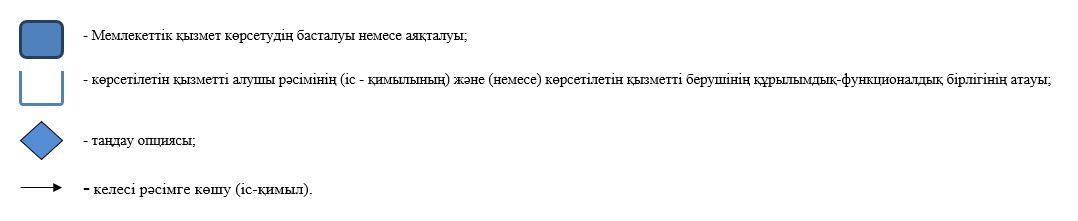 - Мемлекеттік қызмет көрсетудің басталуы немесе аяқталуы;
- көрсетілетін қызметті алушы рәсімінің (іс - қимылының) және (немесе) көрсетілетін қызметті берушінің құрылымдық-функционалдық бірлігінің атауы;
- таңдау опциясы;
- келесі рәсімге көшу (іс-қимыл).